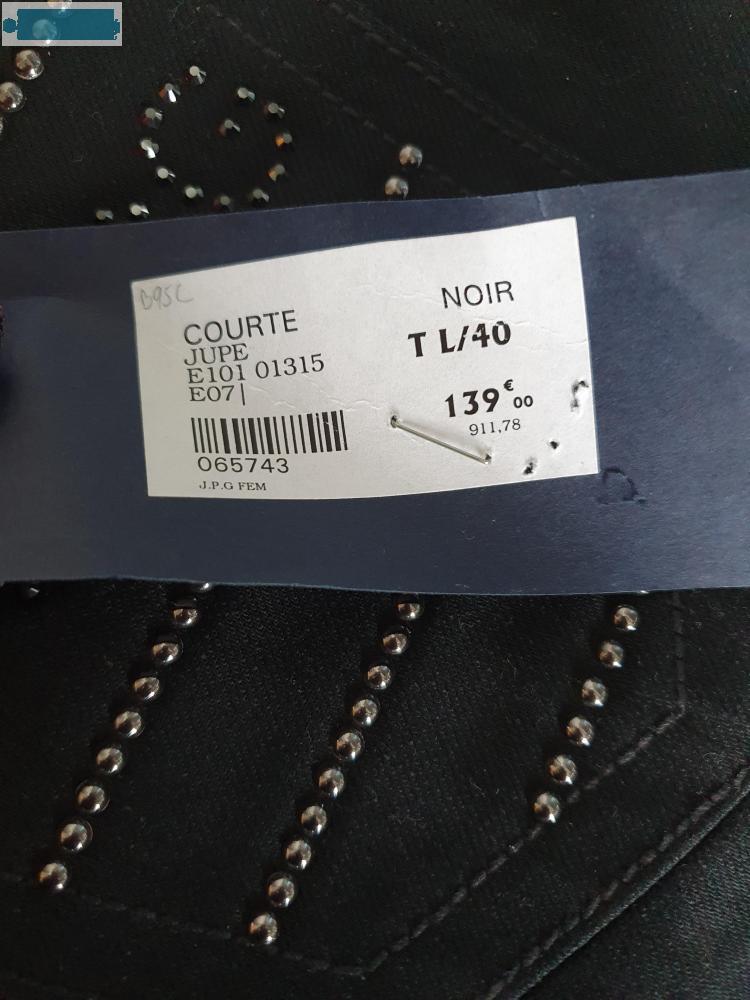 B95C
COURTE
JUPE
E101 01315
E07|
065743
J.P.G FEM
NOIR
T L/40
139€00
911,78